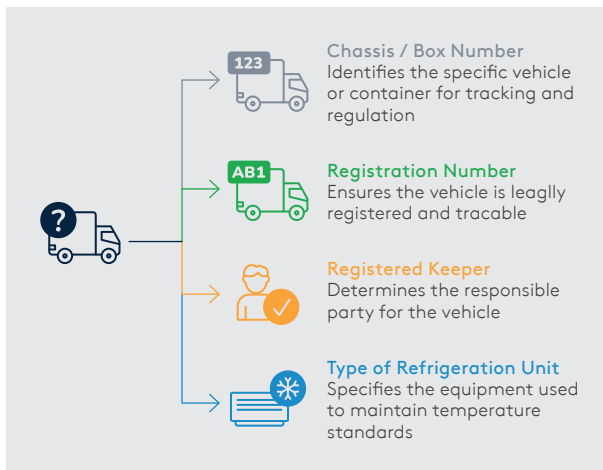 123
Chassis / Box Number
Identifies the specific vehicle
or container for tracking and
regulation
AB1
Registration Number
Ensures the vehicle is leaglly
registered and tracable
?
Registered Keeper
Determines the responsible
party for the vehicle
Type of Refrigeration Unit
Specifies the equipment used
to maintain temperature
standards